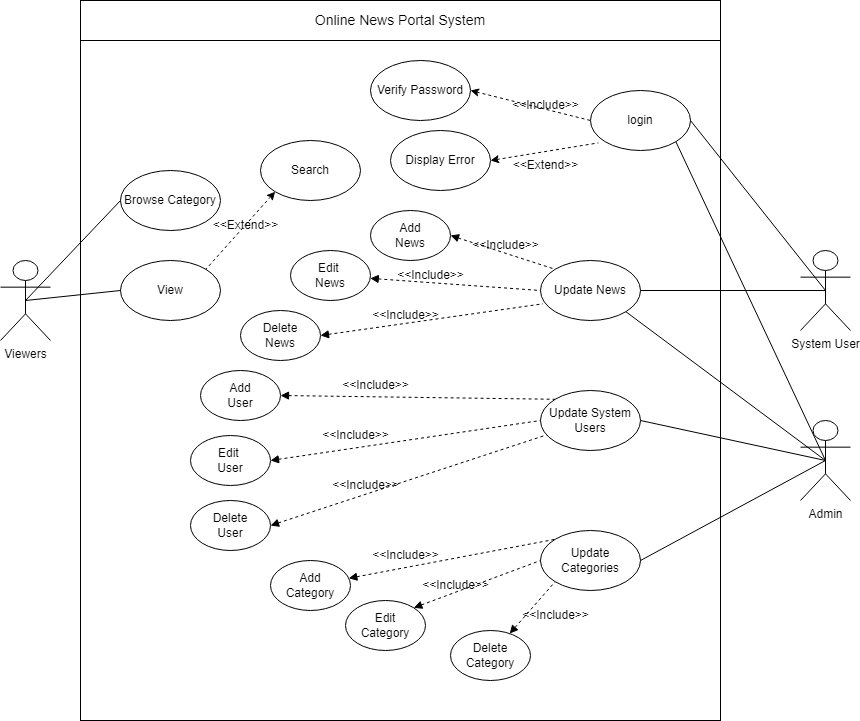 Online News Portal System
Verify Password
<<Include>>
login
Display Error
<<Extend>>
Search
Browse Category
<<Extend>>
View
Viewers
Add
News
<<Include>>
Edit
News
<<Include>>
Update News
Delete
News
<<Include>>
System User
Add
User
<<Include>>
Update System
Users
Edit
User
<<Include>>
Delete
User
<<Include>>
Admin
Add
Category
<<Include>>
Update
Categories
Edit
Category
<<Include>>
Delete
Category
<<Include>>